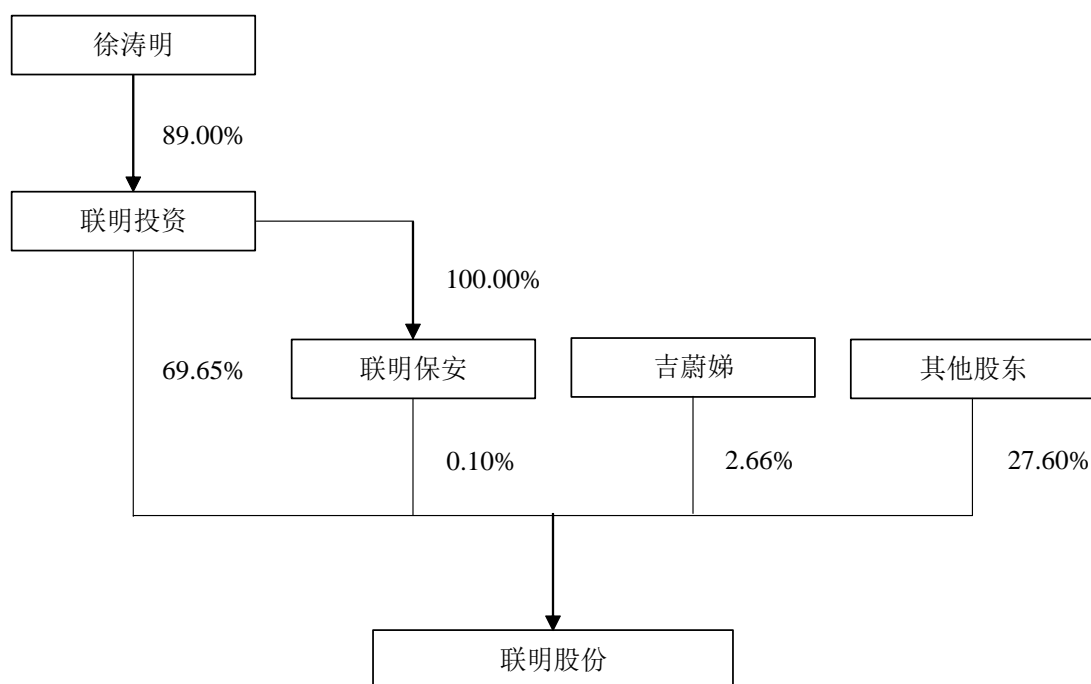 徐涛明
89.00%
联明投资
100.00%
69.65%
联明保安
吉蔚娣
其他股东
0.10%
2.66%
27.60%
联明股份